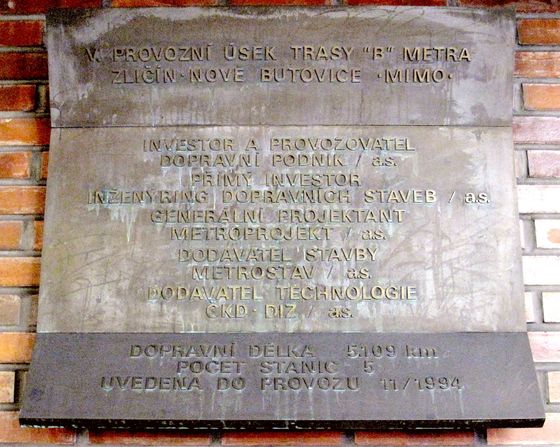 V. PROVOZNÍ ÚSEK TRASY "B" METRA
ZLIČÍN · NOVÉ BUTOVICE · MIMO ·
INVESTOR A PROVOZOVATEL
DOPRAVNÍ PODNIK / a.s.
PŘÍMÝ INVESTOR
INŽENÝRING DOPRAVNÍCH STAVEB / a.s.
GENERÁLNÍ PROJEKTANT
METROPROJEKT / a.s.
DODAVATEL STAVBY
METROSTAV / a.s.
DODAVATEL TECHNOLOGIE
ČKD · DIZ / a.s.
DOPRAVNÍ DÉLKA 5.109 km
POČET STANIC 5
UVEDENA DO PROVOZU 11/1994